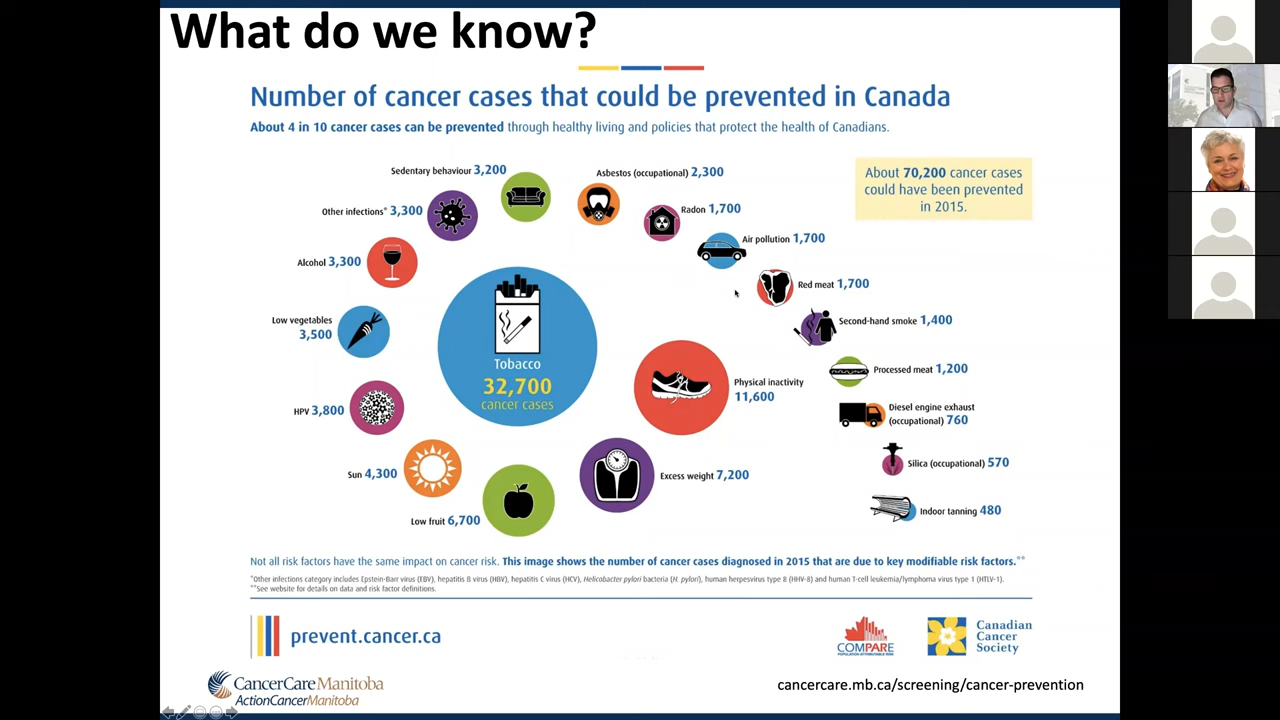 What do we know?
Number of cancer cases that could be prevented in Canada
About 4 in 10 cancer cases can be prevented through healthy living and policies that protect the health of Canadians.
About 70,200 cancer cases
could have been prevented
in 2015.
Sedentary behaviour 3,200
Asbestos (occupational) 2,300
Other infections* 3,300
Radon 1,700
Air pollution 1,700
Alcohol 3,300
Red meat 1,700
Low vegetables
3,500
Second-hand smoke 1,400
Tobacco
32,700
cancer cases
Physical inactivity
11,600
Processed meat 1,200
HPV 3,800
Diesel engine exhaust
(occupational) 760
Sun 4,300
Excess weight 7,200
Silica (occupational) 570
Low fruit 6,700
Indoor tanning 480
Not all risk factors have the same impact on cancer risk. This image shows the number of cancer cases diagnosed in 2015 that are due to key modifiable risk factors.**
*Other infections category includes Epstein-Barr virus (EBV), hepatitis B virus (HBV), hepatitis C virus (HCV), Helicobacter pylori bacteria (H. pylori), human herpesvirus type 8 (HHV-8) and human T-cell leukemia/lymphoma virus type 1 (HTLV-1).
**See website for details on data and risk factor definitions.
prevent.cancer.ca
COMPARE
POPULATION ATTRIBUTABLE RISK
Canadian
Cancer
Society
CancerCare Manitoba
ActionCancerManitoba
cancercare.mb.ca/screening/cancer-prevention